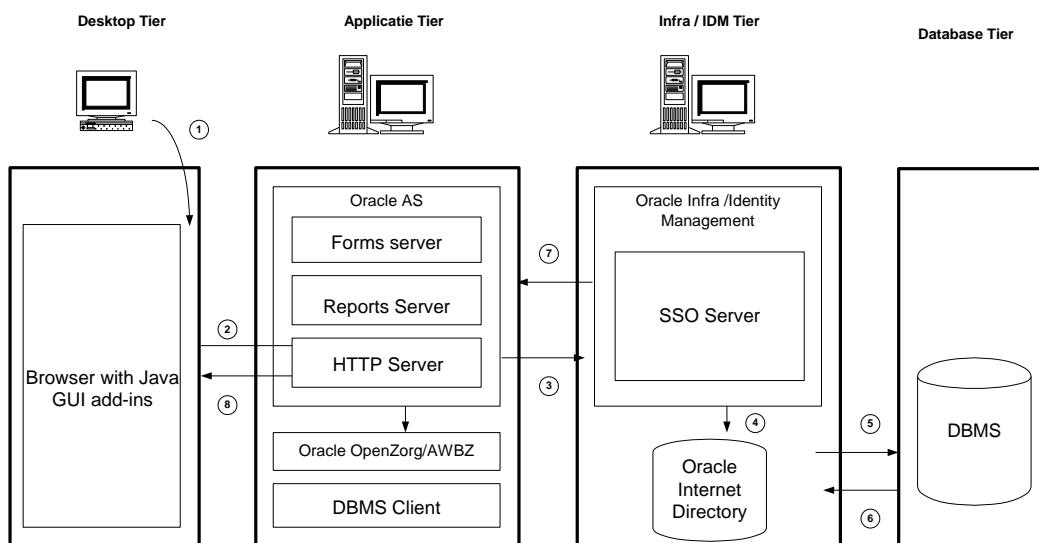 Desktop Tier
Applicatie Tier
Infra / IDM Tier
Database Tier
1
Oracle AS
Forms server
Reports Server
HTTP Server
Oracle OpenZorg/AWBZ
DBMS Client
Oracle Infra /Identity
Management
SSO Server
Oracle
Internet
Directory
DBMS
Browser with Java
GUI add-ins
2
8
7
3
4
5
6